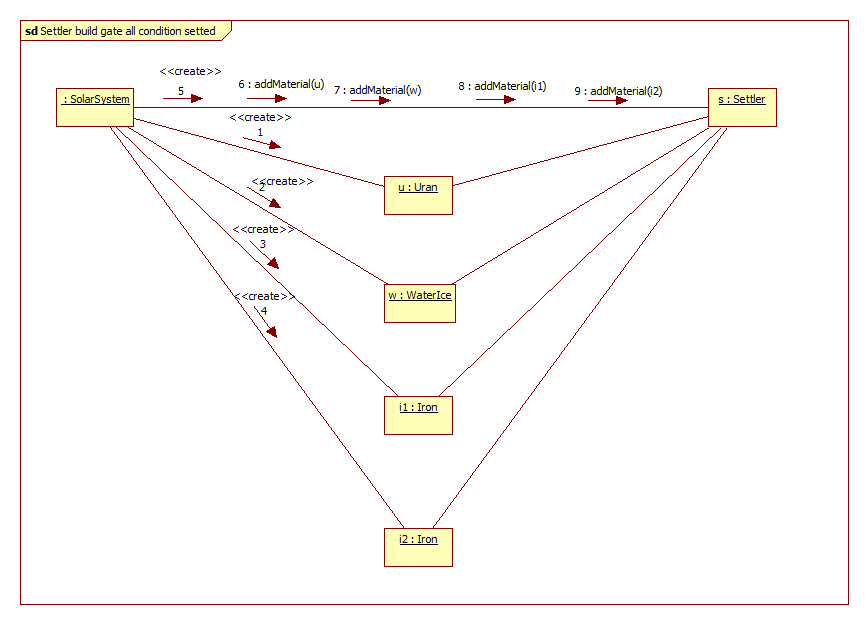 sd Settler build gate all condition setted
<<create>>
5
6 : addMaterial(u)
7 : addMaterial(w)
8 : addMaterial(i1)
9 : addMaterial(i2)
: SolarSystem
s : Settler
<<create>>
1
<<create>>
2
u : Uran
<<create>>
3
<<create>>
4
w : WaterIce
i1 : Iron
i2 : Iron